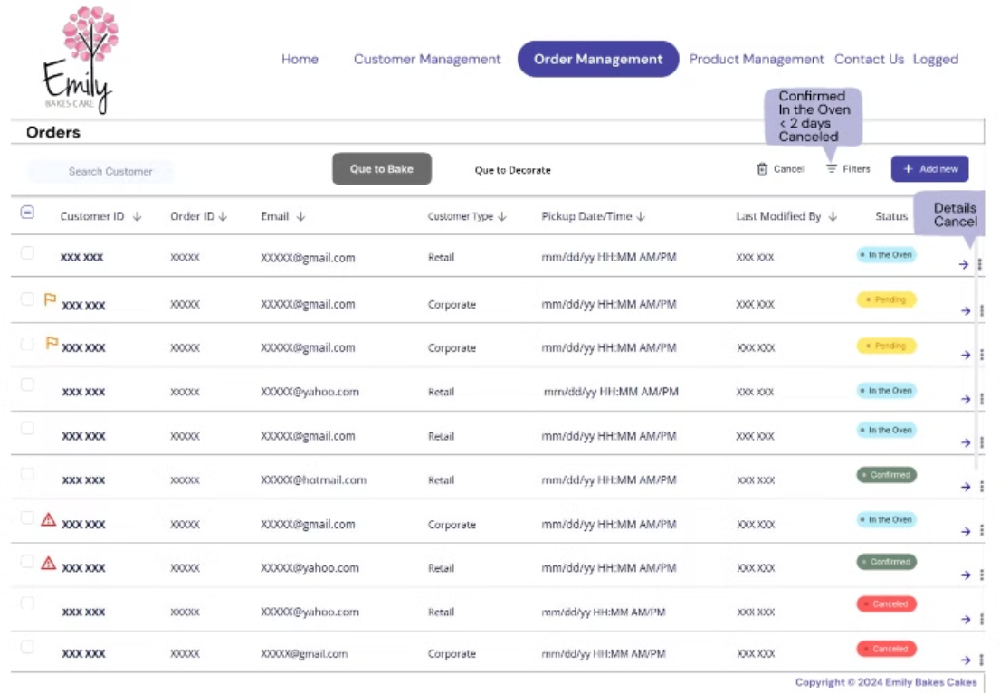 Emily
BAKES CAKE
Home Customer Management Order Management Product Management Contact Us Logged
Confirmed
In the Oven
< 2 days
Canceled
Orders
Search Customer Que to Bake Que to Decorate Cancel Filters + Add new
Details
Cancel
Customer ID Order ID Email Customer Type Pickup Date/Time Last Modified By Status
XXX XXX XXXXX XXXXX@gmail.com Retail mm/dd/yy HH:MM AM/PM XXX XXX In the Oven
XXX XXX XXXXX XXXXX@gmail.com Corporate mm/dd/yy HH:MM AM/PM XXX XXX Pending
XXX XXX XXXXX XXXXX@gmail.com Corporate mm/dd/yy HH:MM AM/PM XXX XXX Pending
XXX XXX XXXXX XXXXX@yahoo.com Retail mm/dd/yy HH:MM AM/PM XXX XXX In the Oven
XXX XXX XXXXX XXXXX@gmail.com Retail mm/dd/yy HH:MM AM/PM XXX XXX In the Oven
XXX XXX XXXXX XXXXX@hotmail.com Retail mm/dd/yy HH:MM AM/PM XXX XXX Confirmed
XXX XXX XXXXX XXXXX@gmail.com Corporate mm/dd/yy HH:MM AM/PM XXX XXX In the Oven
XXX XXX XXXXX XXXXX@yahoo.com Retail mm/dd/yy HH:MM AM/PM XXX XXX Confirmed
XXX XXX XXXXX XXXXX@yahoo.com Retail mm/dd/yy HH:MM AM/PM XXX XXX Canceled
XXX XXX XXXXX XXXXX@gmail.com Corporate mm/dd/yy HH:MM AM/PM XXX XXX Canceled
Copyright © 2024 Emily Bakes Cakes